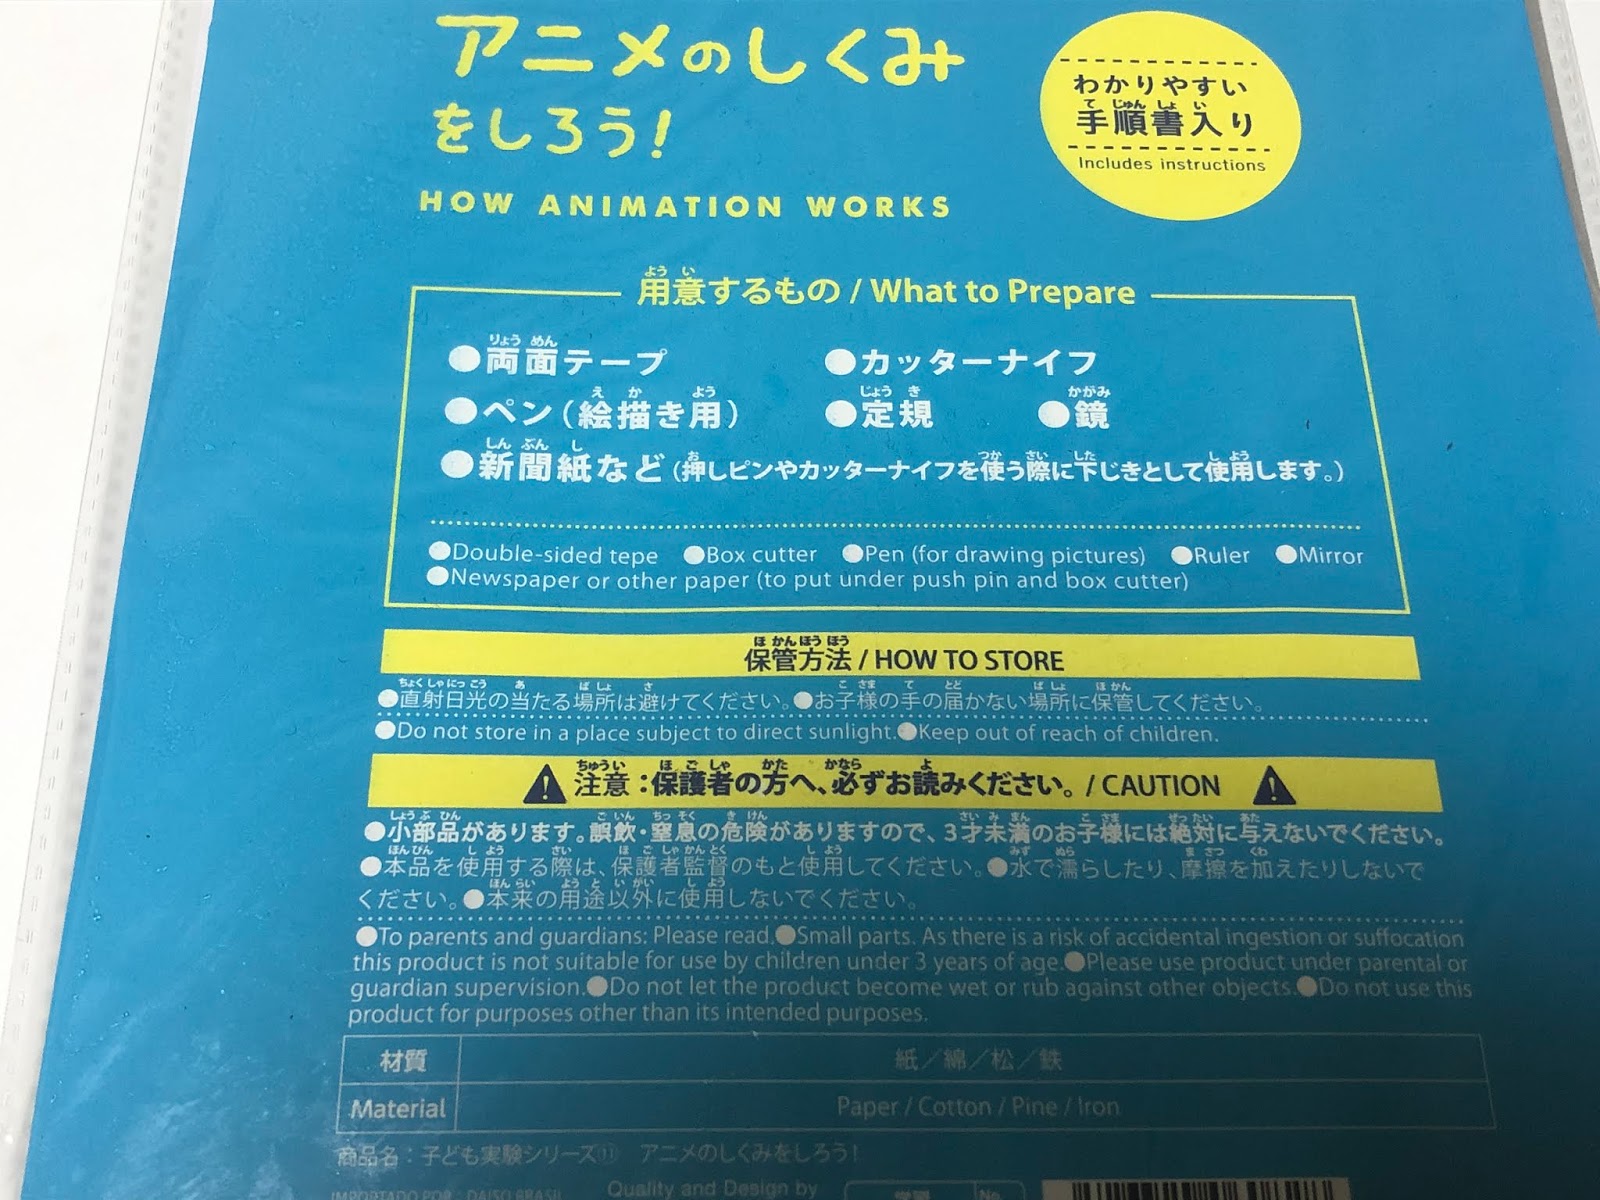 アニメのしくみ
をしろう!
HOW ANIMATION WORKS
わかりやすい
手順書入り
Includes instructions
用意するもの / What to Prepare
●両面テープ ●カッターナイフ
●ペン(絵描き用) ●定規 ●鏡
●新聞紙など(押しピンやカッターナイフを使う際に下じきとして使用します。)
●Double-sided tepe ●Box cutter ●Pen (for drawing pictures) ●Ruler ●Mirror
●Newspaper or other paper (to put under push pin and box cutter)
保管方法 / HOW TO STORE
●直射日光の当たる場所は避けてください。●お子様の手の届かない場所に保管してください。
●Do not store in a place subject to direct sunlight.●Keep out of reach of children.
注意:保護者の方へ、必ずお読みください。/ CAUTION
●小部品があります。誤飲・窒息の危険がありますので、3才未満のお子様には絶対に与えないでください。
●本品を使用する際は、保護者監督のもと使用してください。●水で濡らしたり、摩擦を加えたりしないで
ください。●本来の用途以外に使用しないでください。
●To parents and guardians: Please read.●Small parts. As there is a risk of accidental ingestion or suffocation
this product is not suitable for use by children under 3 years of age.●Please use product under parental or
guardian supervision.●Do not let the product become wet or rub against other objects.●Do not use this
product for purposes other than its intended purposes.
材質 紙/綿/松/鉄
Material Paper / Cotton / Pine / Iron
商品名:子ども実験シリーズ⑪ アニメのしくみをしろう!
IMPORTADO POR : DAISO BRASIL Quality and Design by